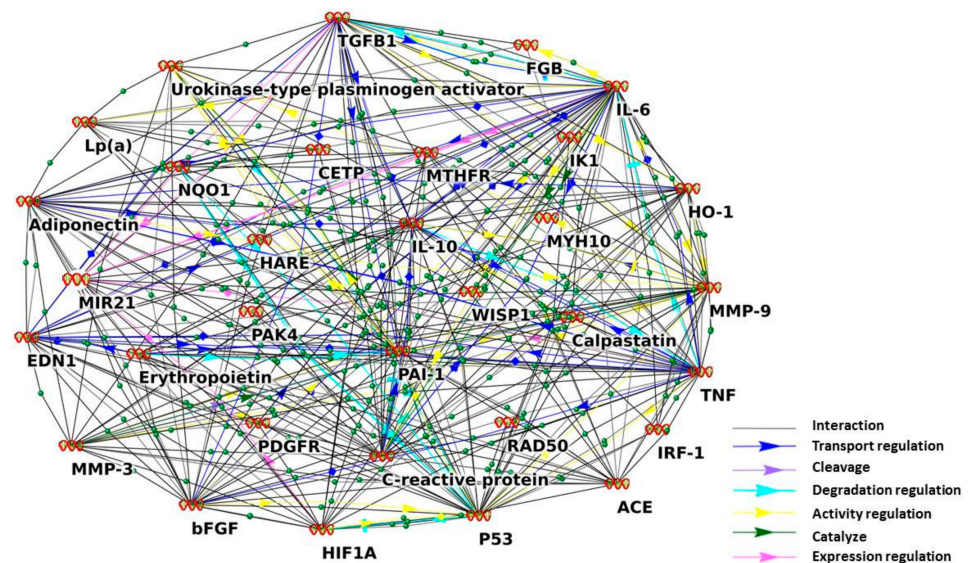 TGFB1
FGB
Urokinase-type plasminogen activator
IL-6
Lp(a)
IK1
CETP
MTHFR
NQO1
HO-1
Adiponectin
IL-10
MYH10
HARE
MIR21
WISP1
MMP-9
PAK4
Calpastatin
EDN1
Erythropoietin
PAI-1
TNF
PDGFR
RAD50
IRF-1
MMP-3
C-reactive protein
ACE
bFGF
P53
HIF1A
Interaction
Transport regulation
Cleavage
Degradation regulation
Activity regulation
Catalyze
Expression regulation